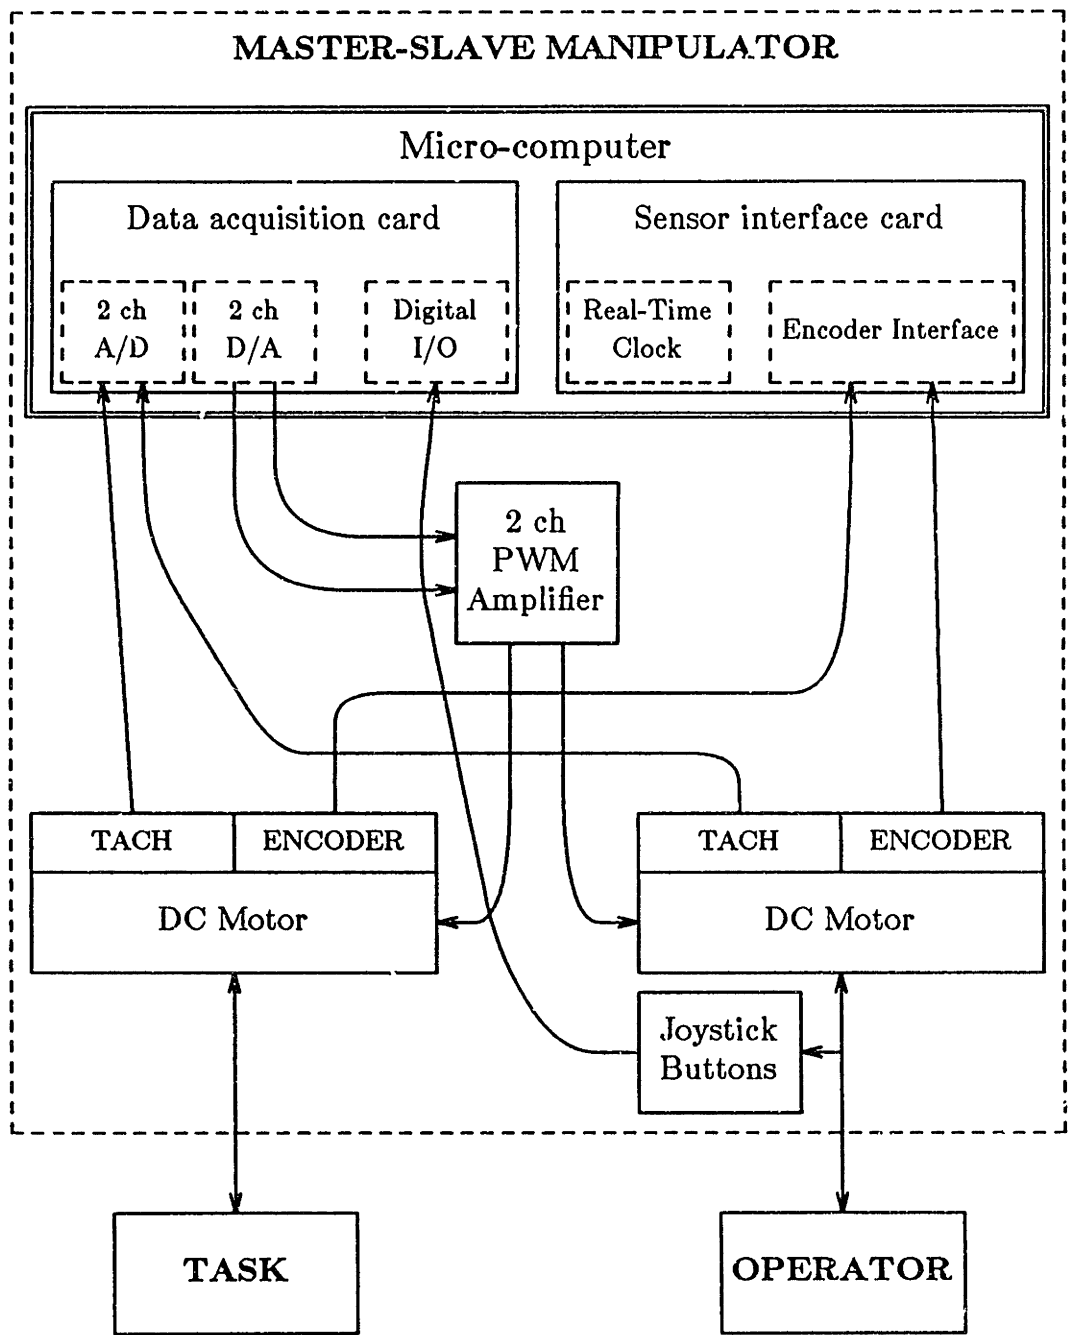 MASTER-SLAVE MANIPULATOR
Micro-computer
Data acquisition card
2 ch
A/D
2 ch
D/A
Digital
I/O
Sensor interface card
Real-Time
Clock
Encoder Interface
2 ch
PWM
Amplifier
TACH
ENCODER
DC Motor
TACH
ENCODER
DC Motor
Joystick
Buttons
TASK
OPERATOR